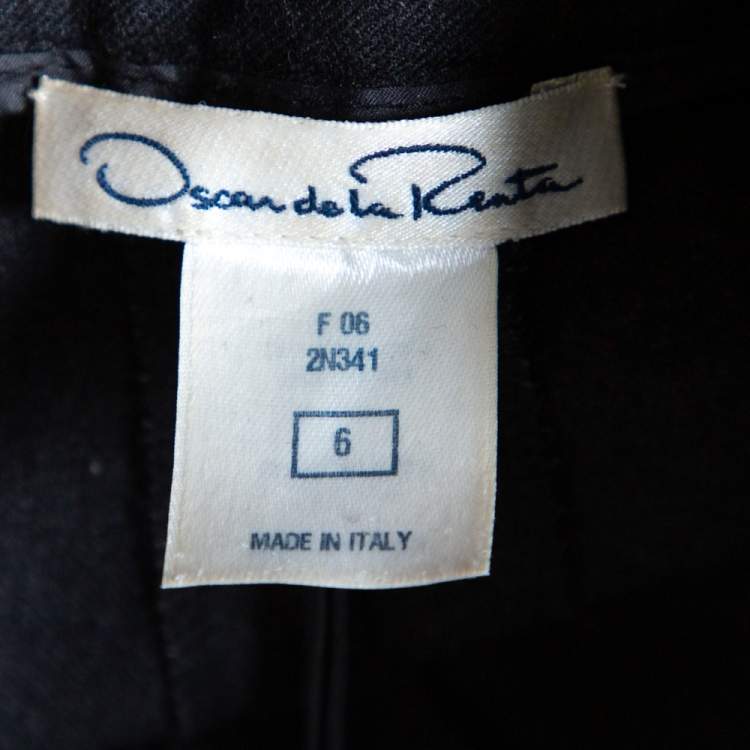 Oscar de la Renta
F 06
2N341
6
MADE IN ITALY